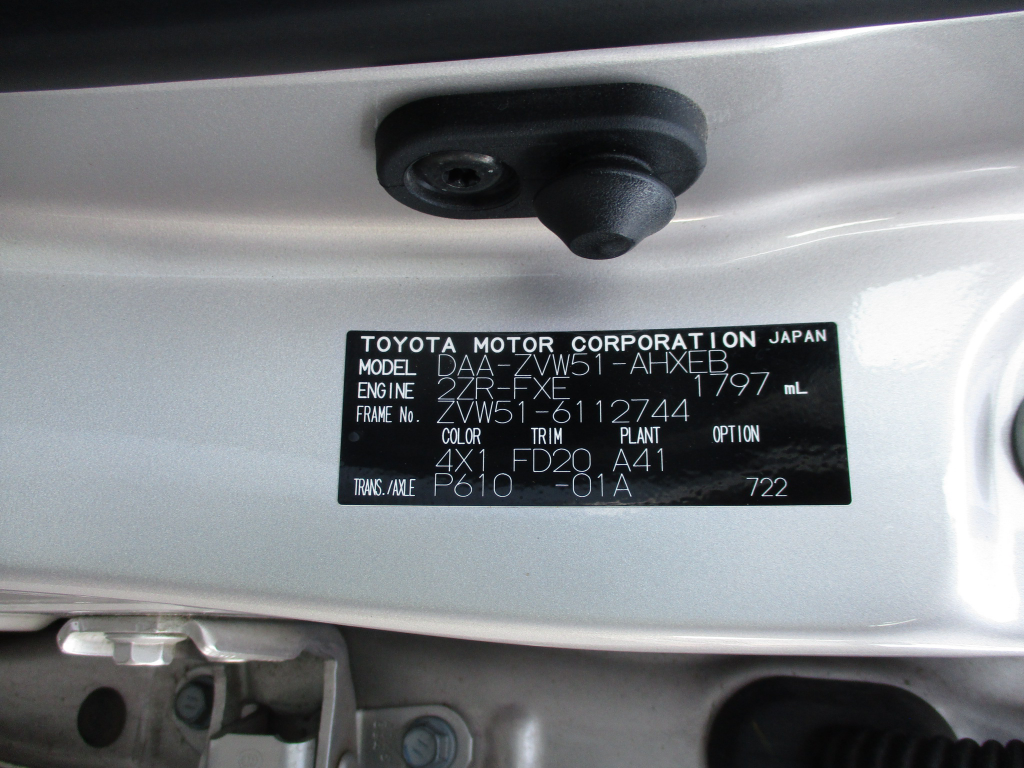 TOYOTA MOTOR CORPORATION JAPAN
MODEL DAA-ZVW51-AHXEB
ENGINE 2ZR-FXE 1797 mL
FRAME No. ZVW51-6112744
COLOR TRIM PLANT OPTION
4X1 FD20 A41
TRANS./AXLE P610 -01A 722